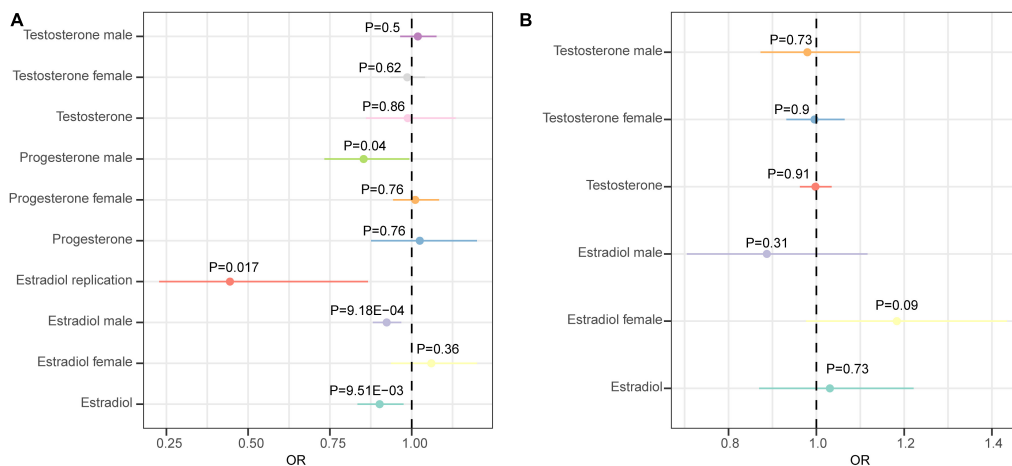 A
Testosterone male
P=0.5
Testosterone female
P=0.62
Testosterone
P=0.86
Progesterone male
P=0.04
Progesterone female
P=0.76
Progesterone
P=0.76
Estradiol replication
P=0.017
Estradiol male
P=9.18E−04
Estradiol female
P=0.36
Estradiol
P=9.51E−03
0.25 0.50 0.75 1.00
OR
B
Testosterone male
P=0.73
Testosterone female
P=0.9
Testosterone
P=0.91
Estradiol male
P=0.31
Estradiol female
P=0.09
Estradiol
P=0.73
0.8 1.0 1.2 1.4
OR